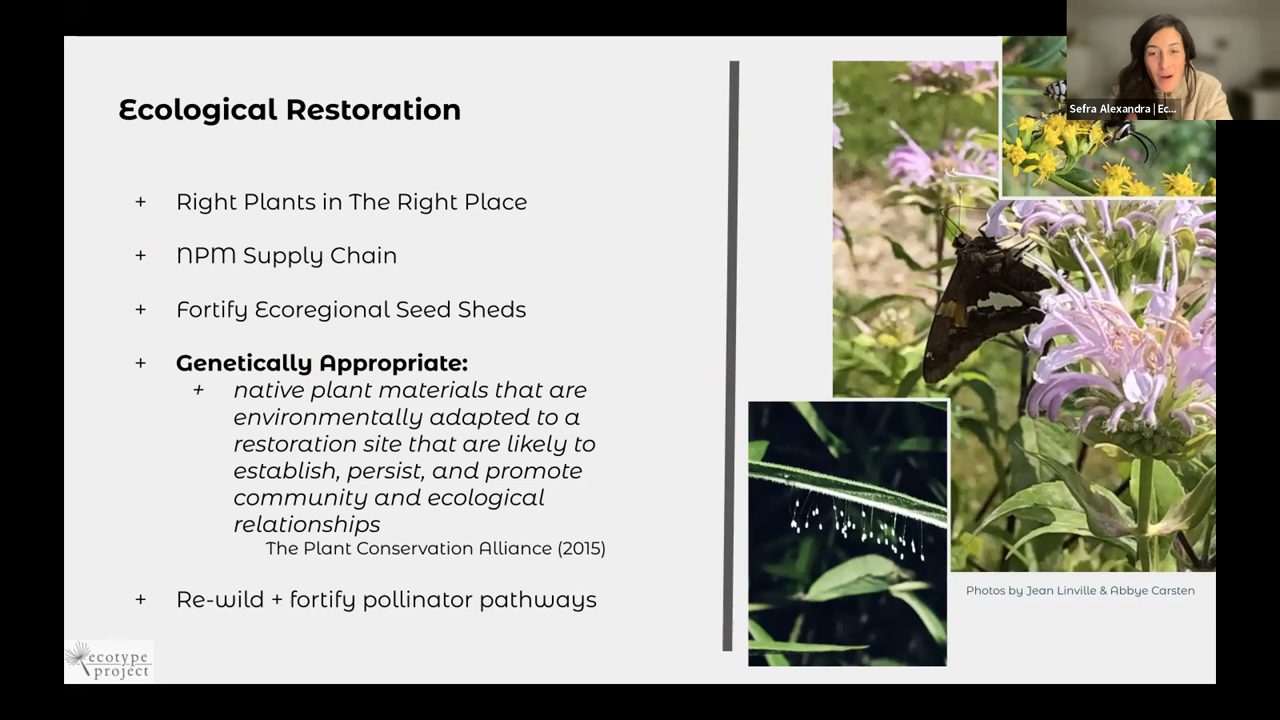 Sefra Alexandra | Ec...
Ecological Restoration
+ Right Plants in The Right Place
+ NPM Supply Chain
+ Fortify Ecoregional Seed Sheds
+ Genetically Appropriate:
+ native plant materials that are
environmentally adapted to a
restoration site that are likely to
establish, persist, and promote
community and ecological
relationships
The Plant Conservation Alliance (2015)
+ Re-wild + fortify pollinator pathways
Photos by Jean Linville & Abbye Carsten
ecotype
project